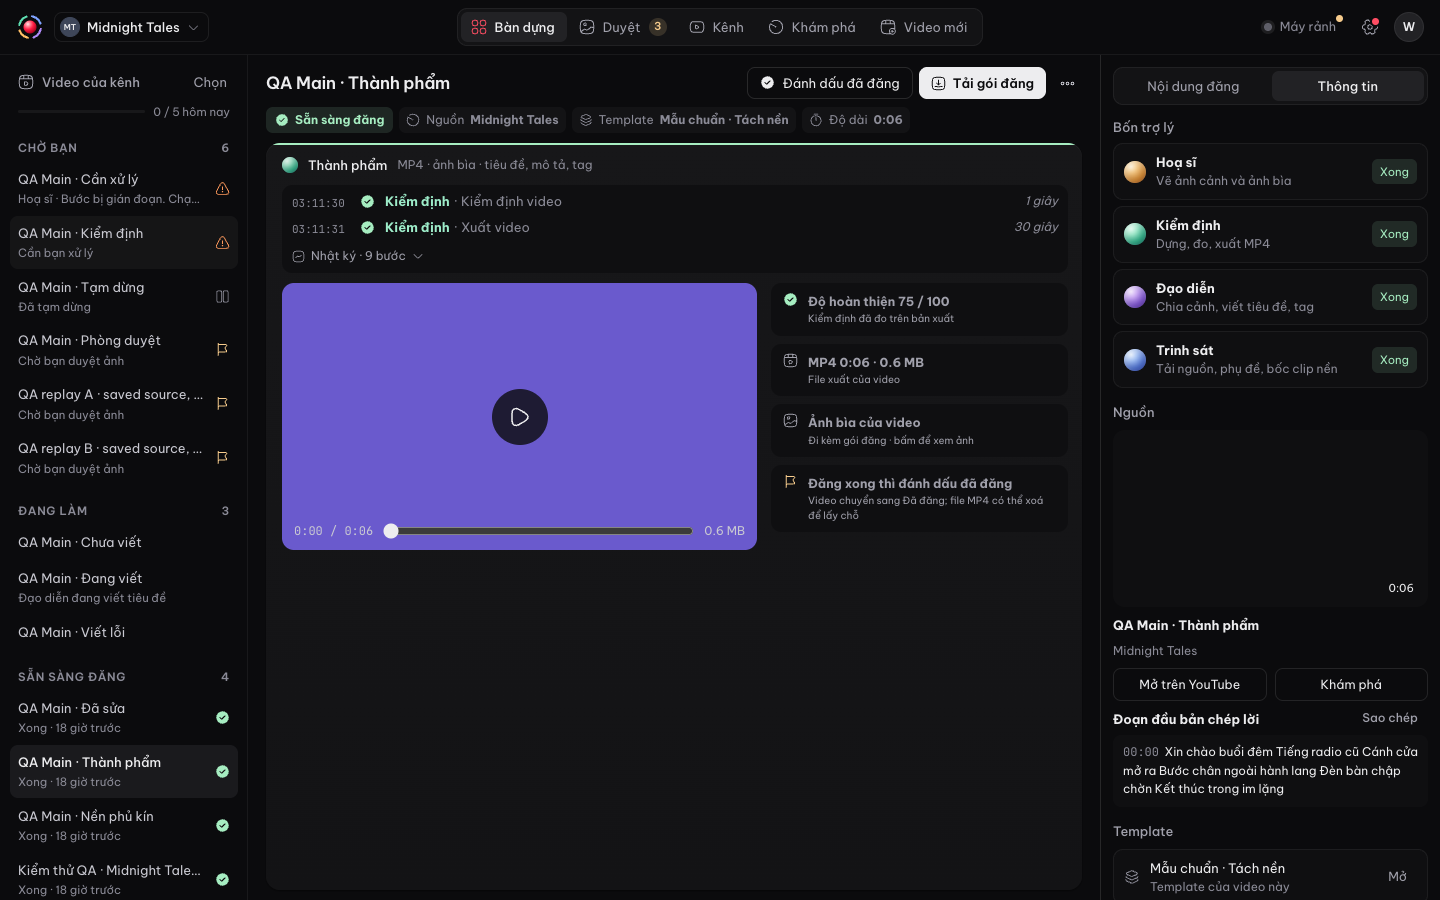 MT Midnight Tales
Bàn dựng
Duyệt 3
Kênh
Khám phá
Video mới
Máy rảnh
W
Video của kênh
Chọn
0 / 5 hôm nay
CHỜ BẠN 6
QA Main · Cần xử lý
Hoạ sĩ · Bước bị gián đoạn. Chạ...
QA Main · Kiểm định
Cần bạn xử lý
QA Main · Tạm dừng
Đã tạm dừng
QA Main · Phòng duyệt
Chờ bạn duyệt ảnh
QA replay A · saved source, ...
Chờ bạn duyệt ảnh
QA replay B · saved source, ...
Chờ bạn duyệt ảnh
ĐANG LÀM 3
QA Main · Chưa viết
QA Main · Đang viết
Đạo diễn đang viết tiêu đề
QA Main · Viết lỗi
SẴN SÀNG ĐĂNG 4
QA Main · Đã sửa
Xong · 18 giờ trước
QA Main · Thành phẩm
Xong · 18 giờ trước
QA Main · Nền phủ kín
Xong · 18 giờ trước
Kiểm thử QA · Midnight Tale...
Xong · 18 giờ trước
QA Main · Thành phẩm
Đánh dấu đã đăng
Tải gói đăng
Sẵn sàng đăng
Nguồn Midnight Tales
Template Mẫu chuẩn · Tách nền
Độ dài 0:06
Thành phẩm MP4 · ảnh bìa · tiêu đề, mô tả, tag
03:11:30 Kiểm định · Kiểm định video 1 giây
03:11:31 Kiểm định · Xuất video 30 giây
Nhật ký · 9 bước
0:00 / 0:06 0.6 MB
Độ hoàn thiện 75 / 100
Kiểm định đã đo trên bản xuất
MP4 0:06 · 0.6 MB
File xuất của video
Ảnh bìa của video
Đi kèm gói đăng · bấm để xem ảnh
Đăng xong thì đánh dấu đã đăng
Video chuyển sang Đã đăng; file MP4 có thể xoá
để lấy chỗ
Nội dung đăng
Thông tin
Bốn trợ lý
Hoạ sĩ
Vẽ ảnh cảnh và ảnh bìa
Xong
Kiểm định
Dựng, đo, xuất MP4
Xong
Đạo diễn
Chia cảnh, viết tiêu đề, tag
Xong
Trinh sát
Tải nguồn, phụ đề, bốc clip nền
Xong
Nguồn
0:06
QA Main · Thành phẩm
Midnight Tales
Mở trên YouTube
Khám phá
Đoạn đầu bản chép lời
Sao chép
00:00 Xin chào buổi đêm Tiếng radio cũ Cánh cửa
mở ra Bước chân ngoài hành lang Đèn bàn chập
chờn Kết thúc trong im lặng
Template
Mẫu chuẩn · Tách nền
Template của video này
Mở